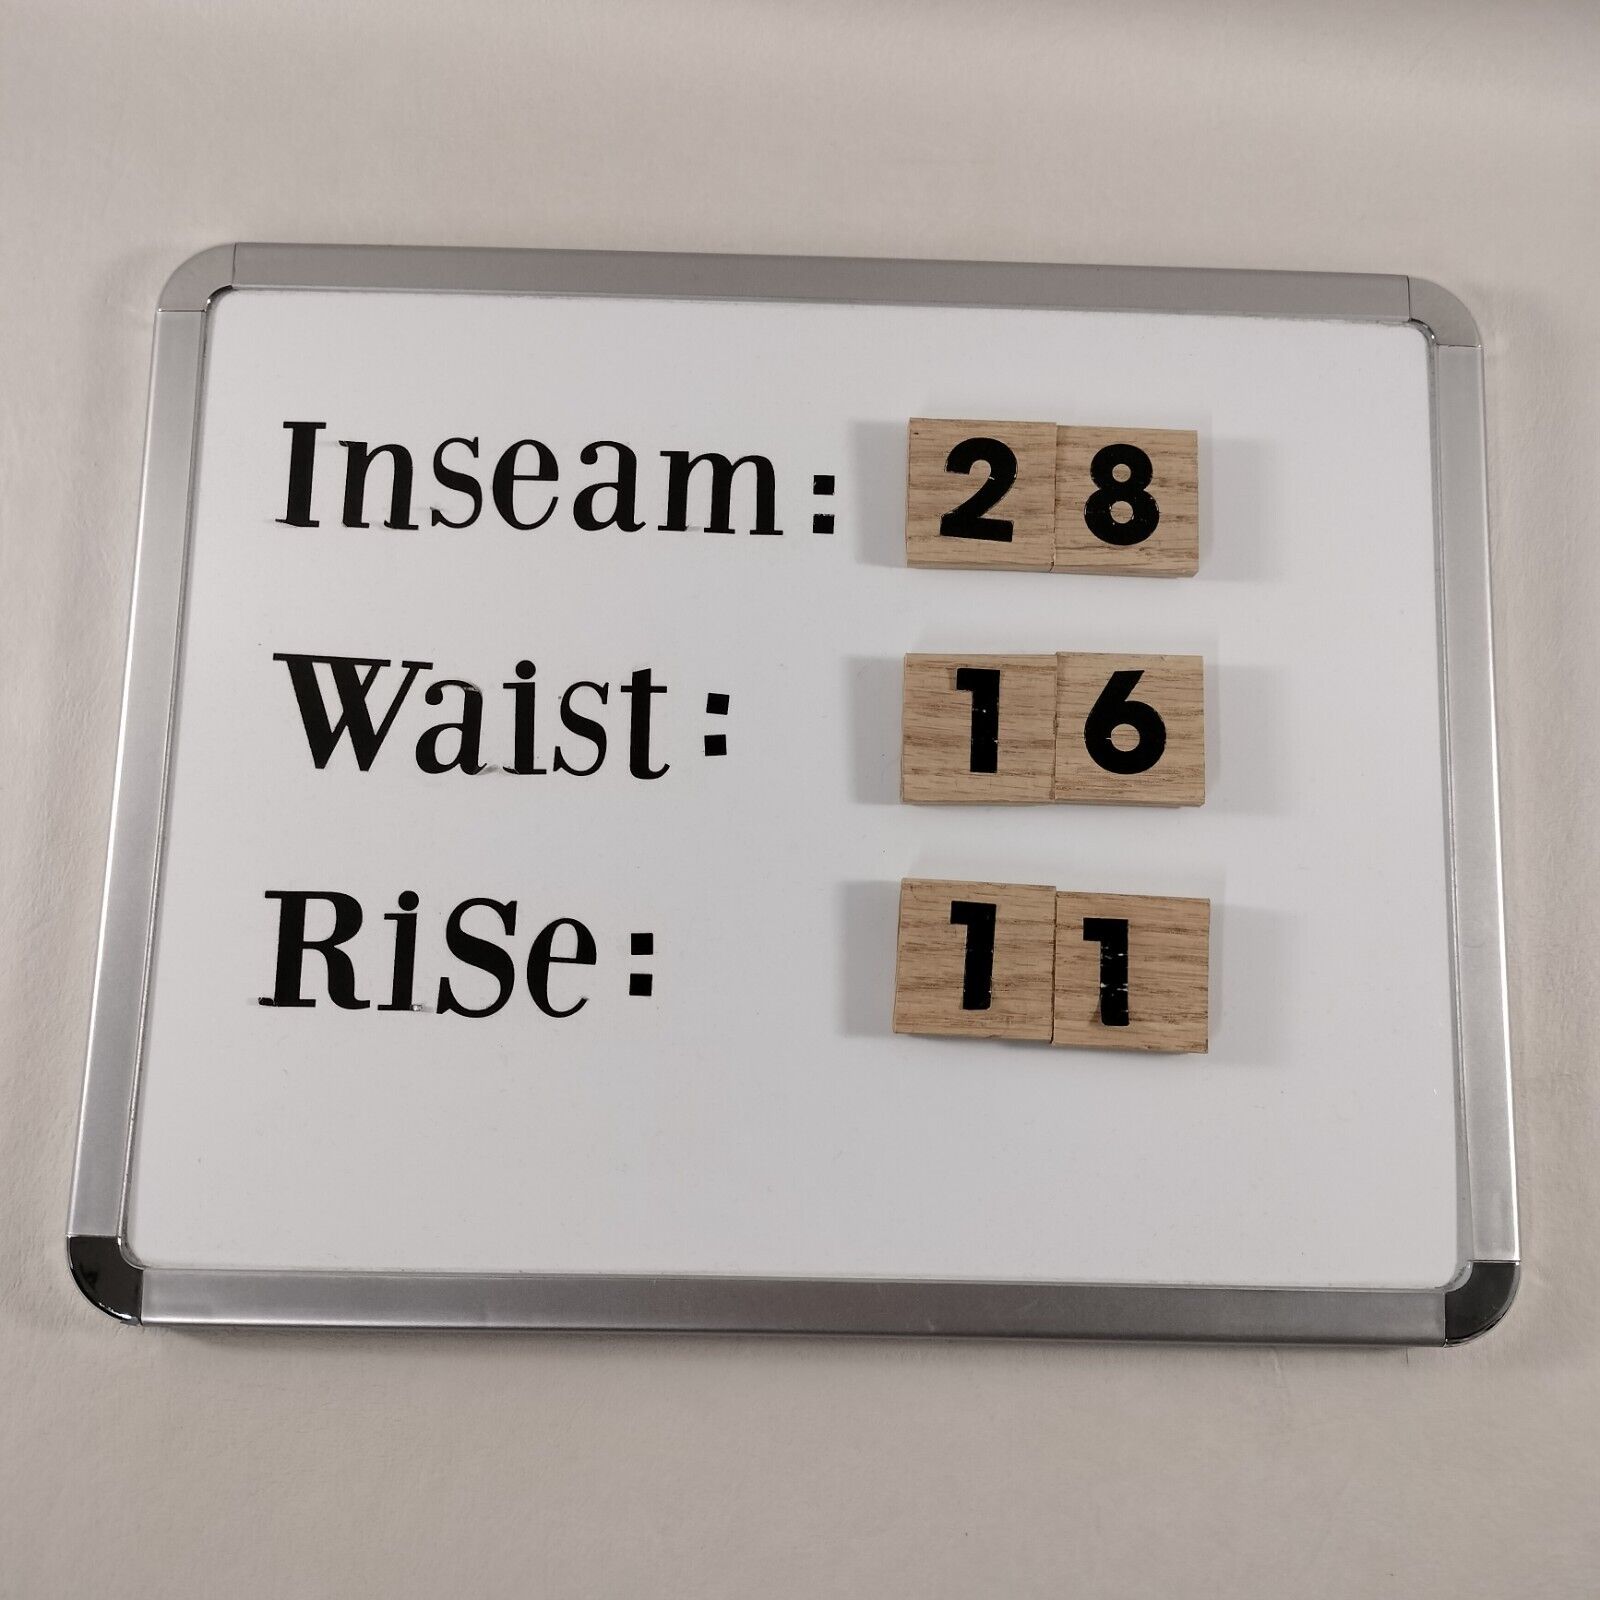 Inseam: 28
Waist: 16
RiSe: 11